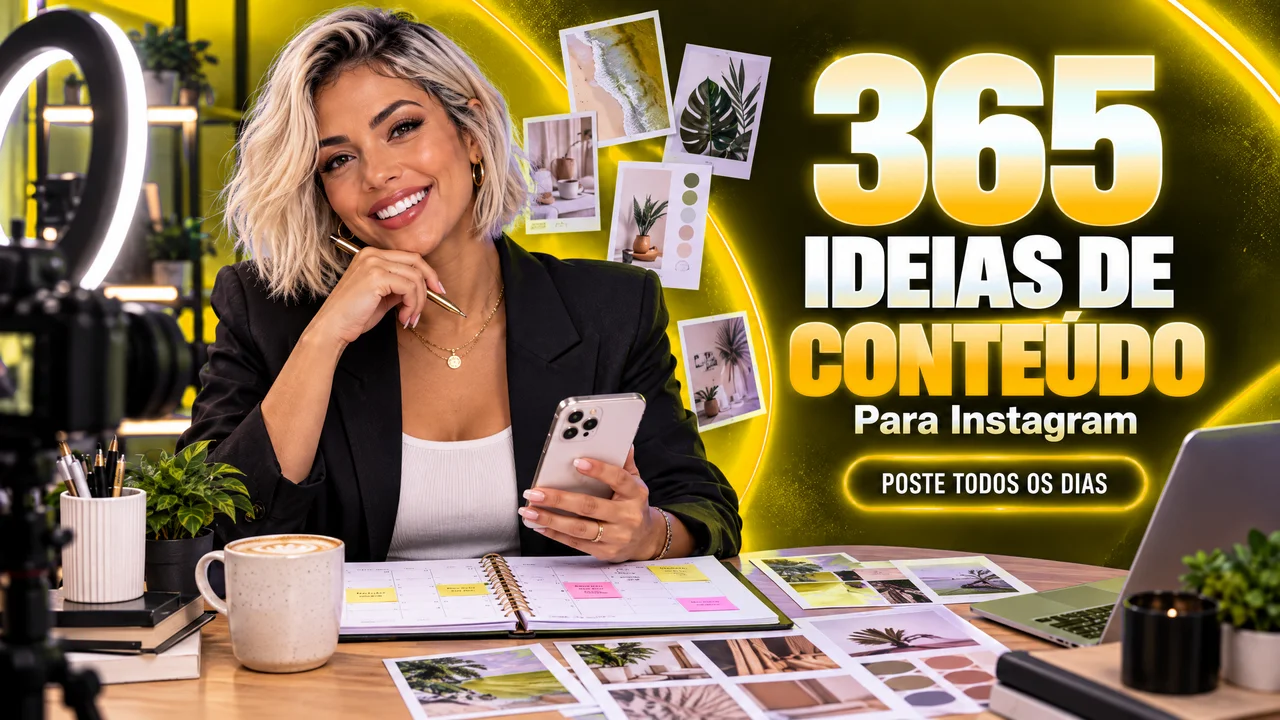 365
IDEIAS DE
CONTEÚDO
Para Instagram
POSTE TODOS OS DIAS